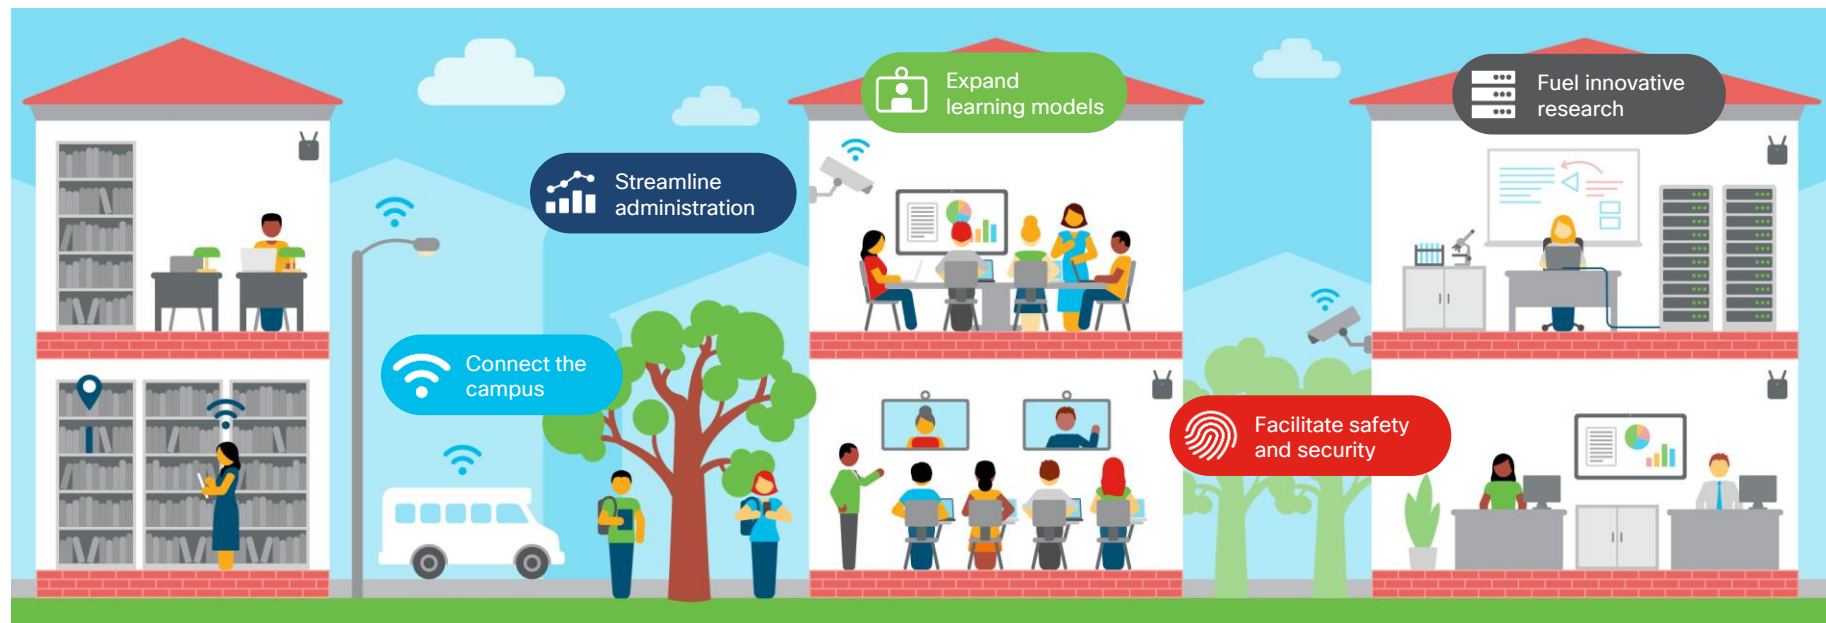 Expand
learning models
Fuel innovative
research
Streamline
administration
Connect the
campus
Facilitate safety
and security